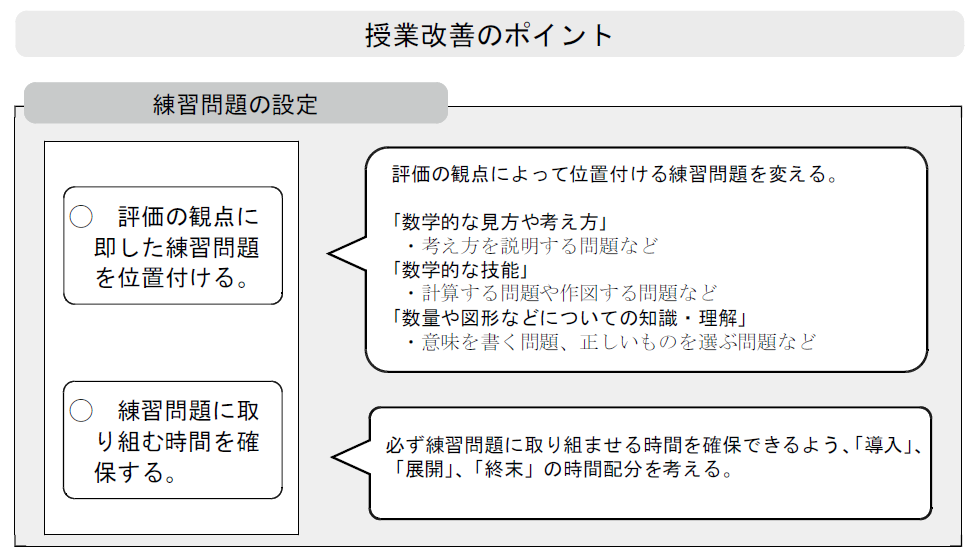 授業改善のポイント
練習問題の設定
○　評価の観点に
即した練習問題
を位置付ける。
評価の観点によって位置付ける練習問題を変える。
「数学的な見方や考え方」
・考え方を説明する問題など
「数学的な技能」
・計算する問題や作図する問題など
「数量や図形などについての知識・理解」
・意味を書く問題、正しいものを選ぶ問題など
○　練習問題に取
り組む時間を確
保する。
必ず練習問題に取り組ませる時間を確保できるよう、「導入」、
「展開」、「終末」の時間配分を考える。